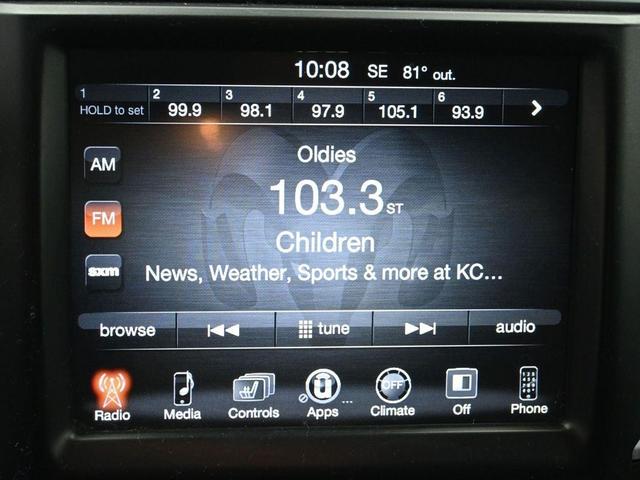 10:08 SE 81° out.
1 2 3 4 5 6
HOLD to set 99.9 98.1 97.9 105.1 93.9
Oldies
AM
103.3 ST
FM
Children
sxm
News, Weather, Sports & more at KC...
browse tune audio
OFF
Radio Media Controls Apps ... Climate Off Phone